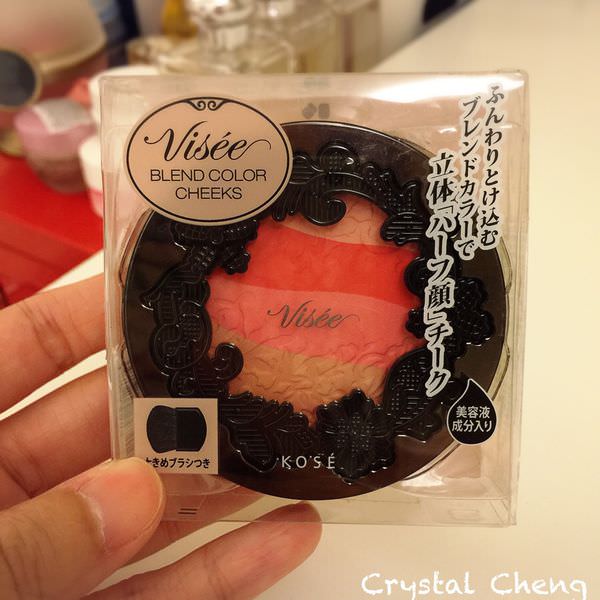 Visée
BLEND COLOR
CHEEKS
ふんわりとけ込む
ブレンドカラーで
立体「ハーフ顔」チーク
Visée
美容液
成分入り
大きめブラシつき
KOSÉ
Crystal Cheng